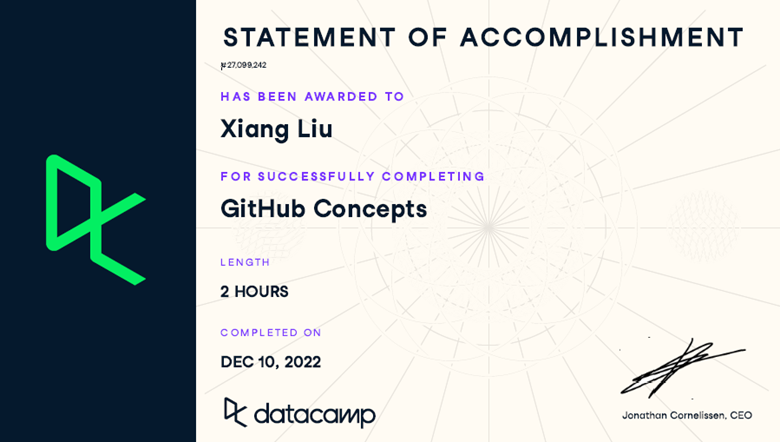 STATEMENT OF ACCOMPLISHMENT
#27,099,242
HAS BEEN AWARDED TO
Xiang Liu
FOR SUCCESSFULLY COMPLETING
GitHub Concepts
LENGTH
2 HOURS
COMPLETED ON
DEC 10, 2022
datacamp
Jonathan Cornelissen, CEO